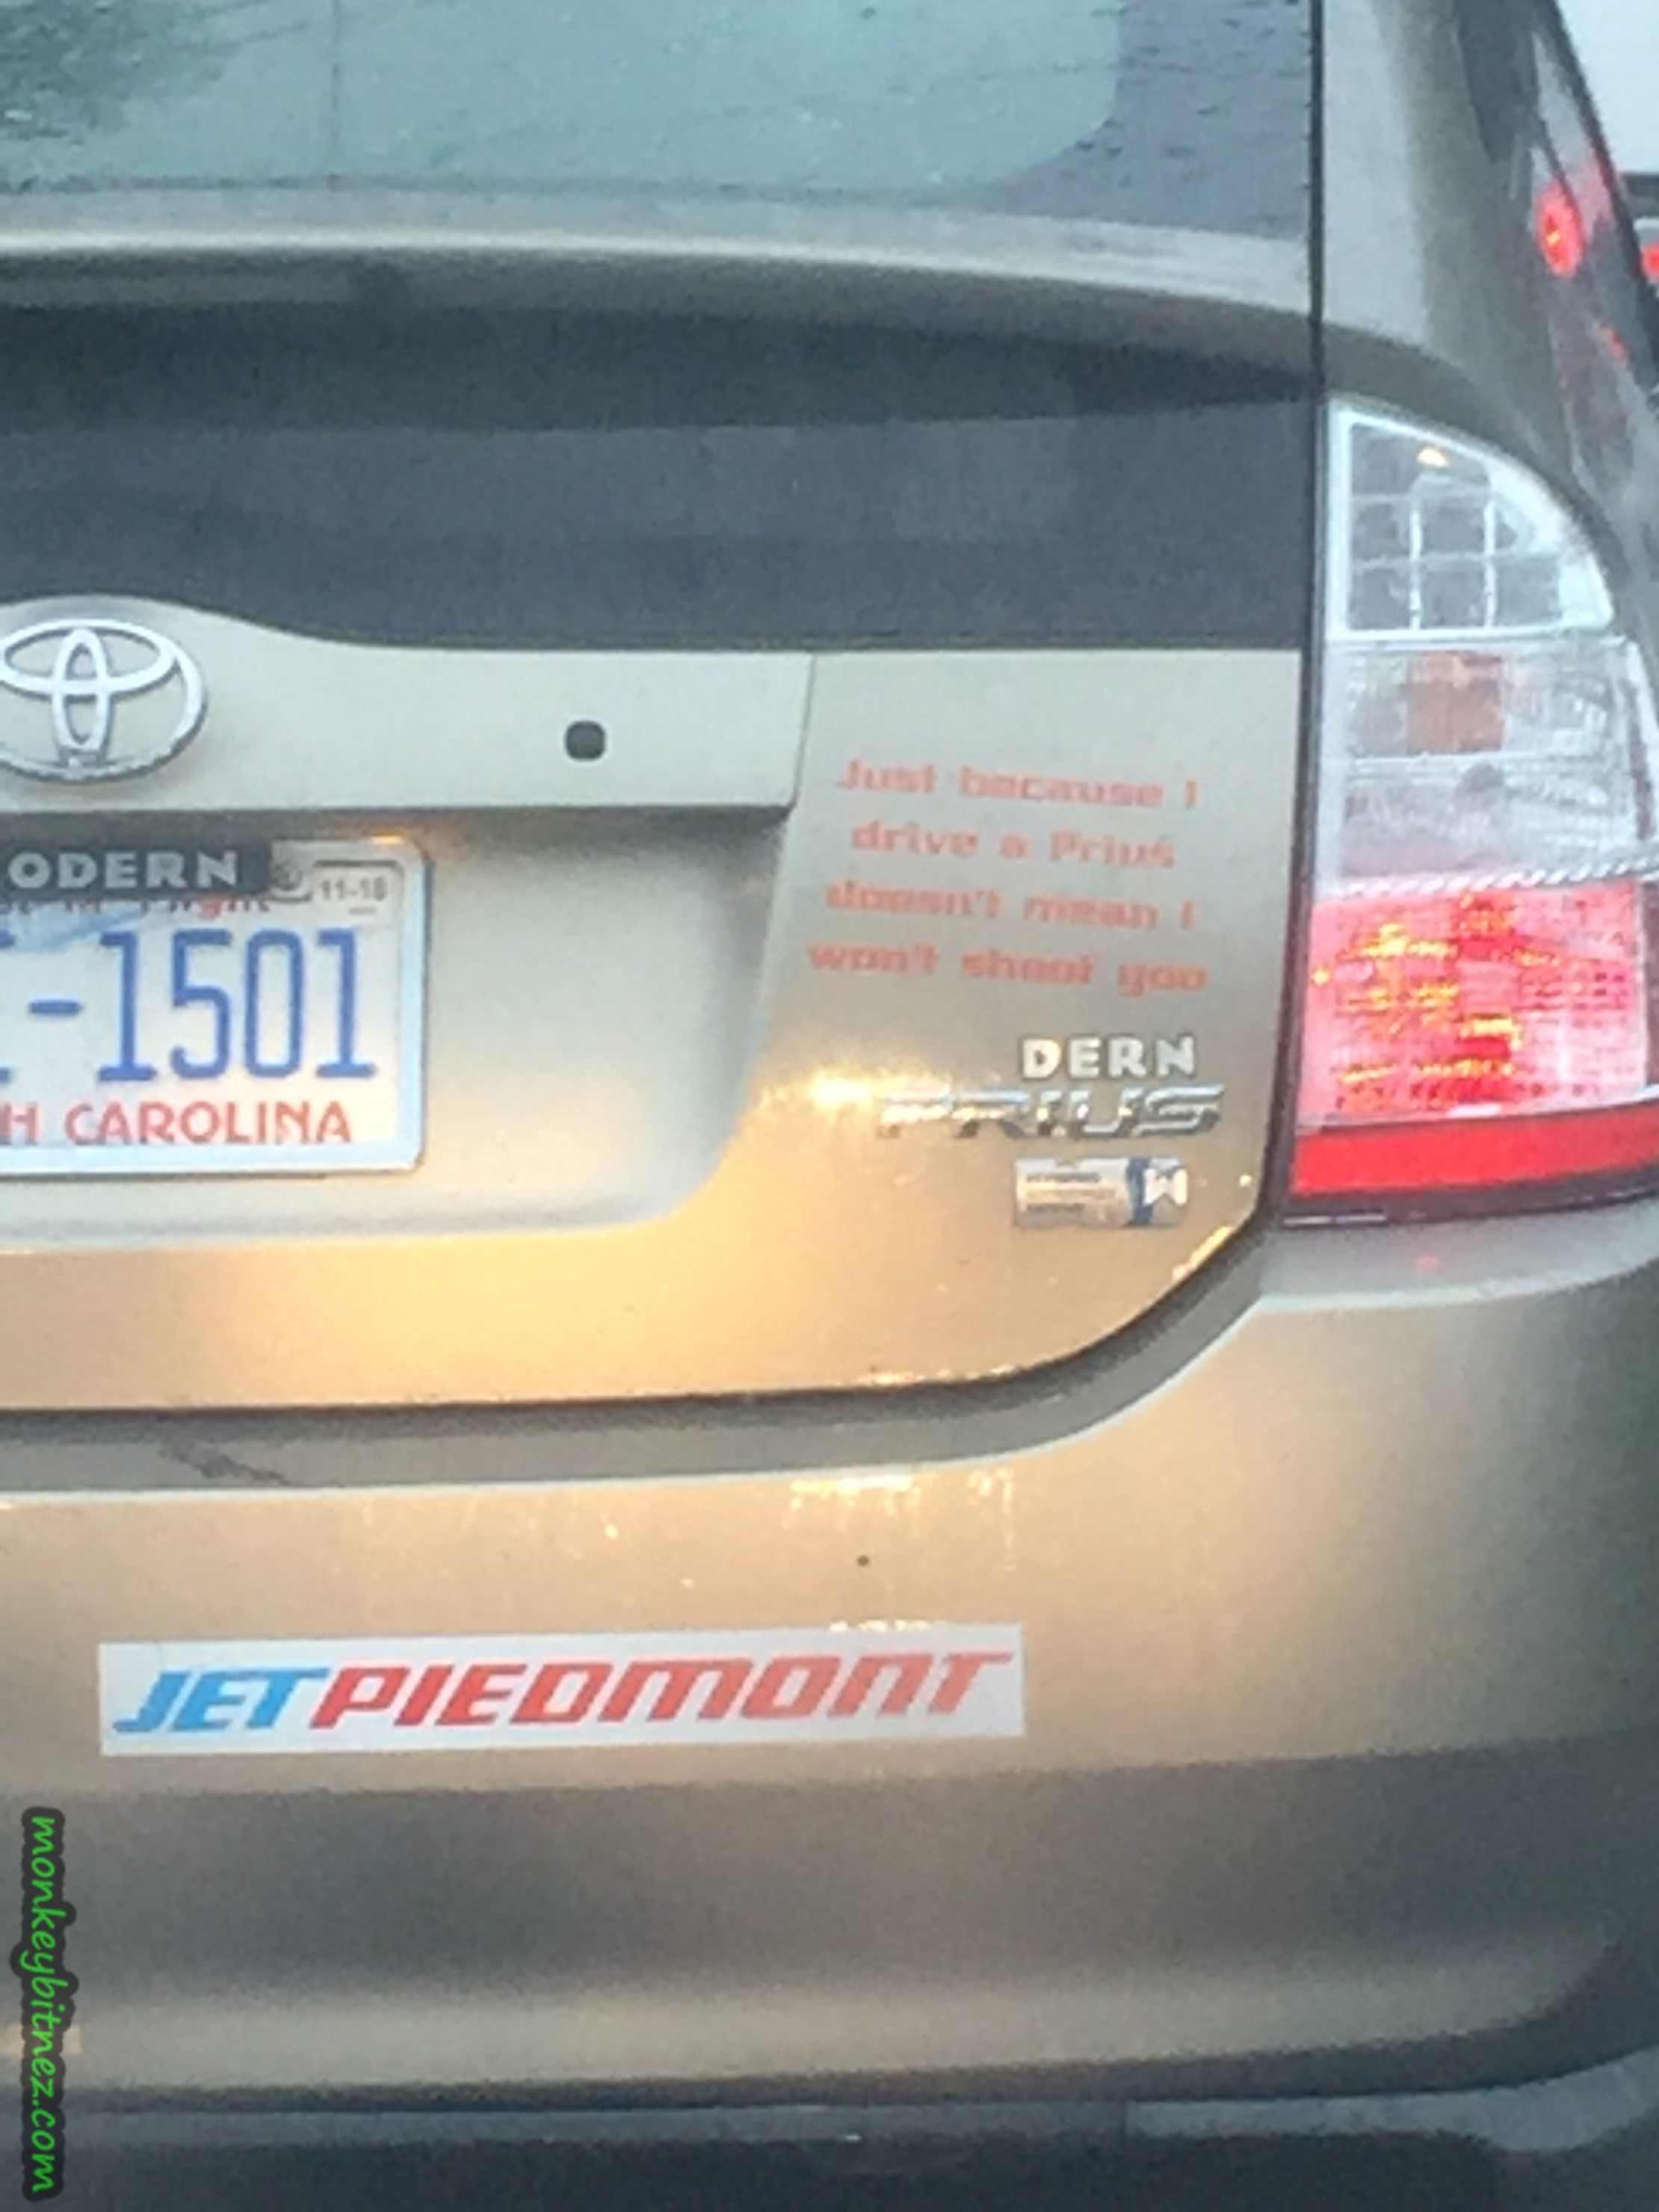 ODERN
11-18
-1501
H CAROLINA
Just because I
drive a Prius
doesn't mean I
won't shoot you
DERN
PRIUS
JETPIEDMONT
monkeybitnez.com